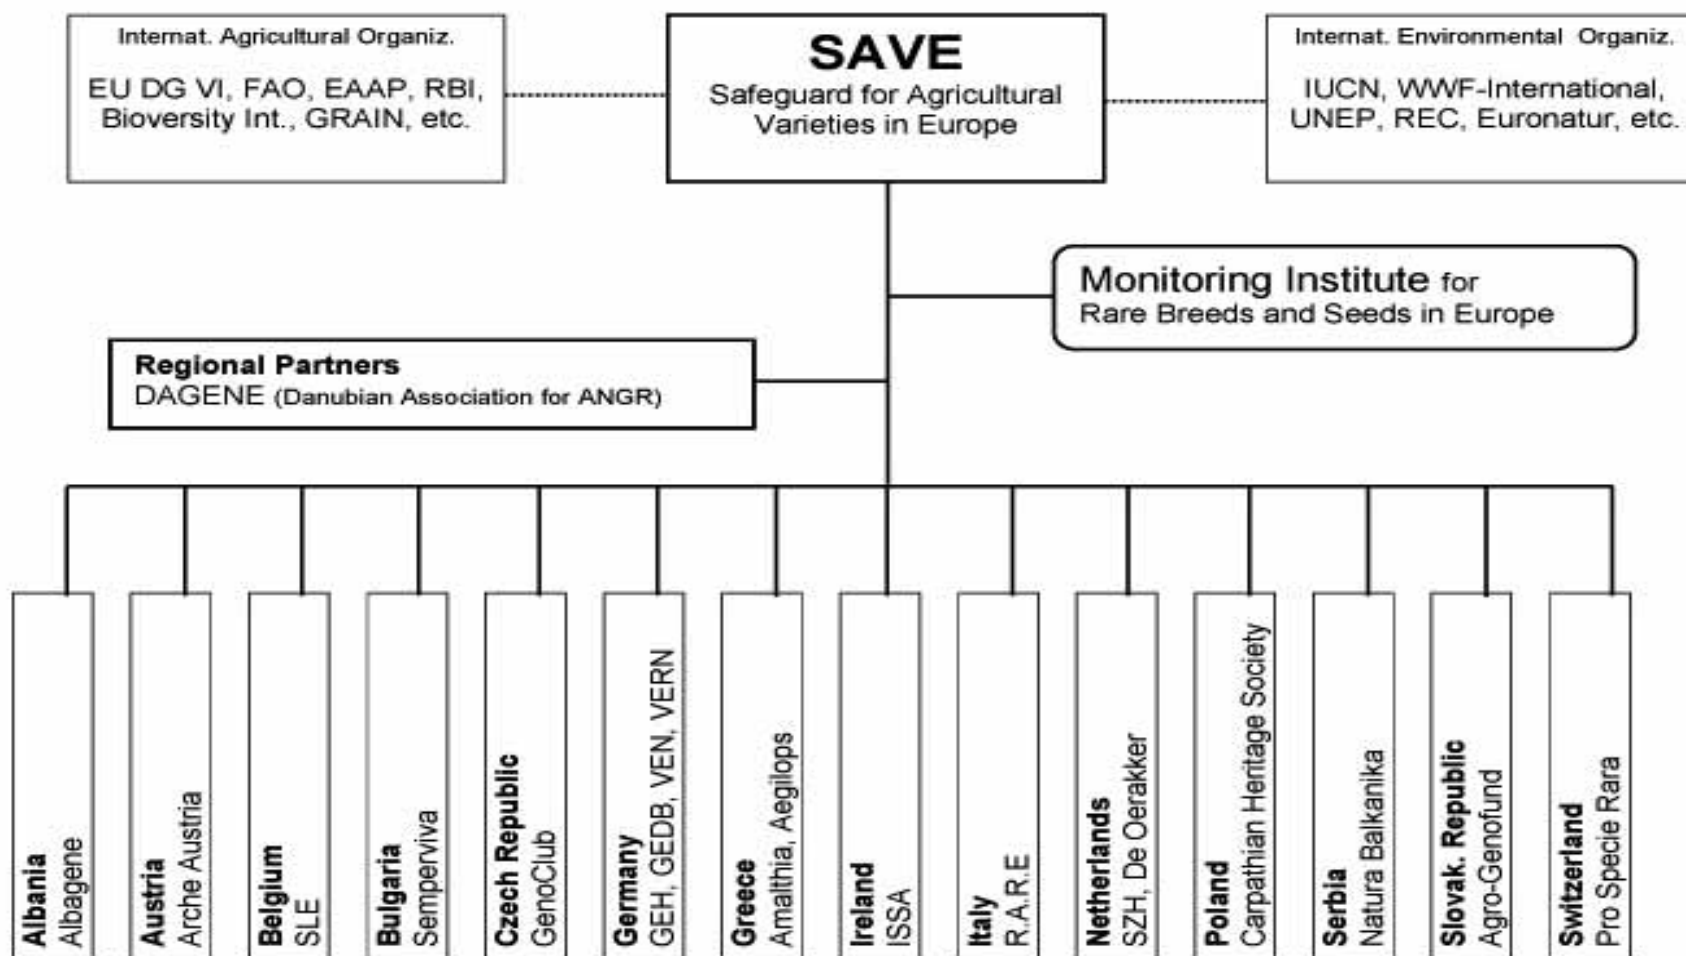 Internat. Agricultural Organiz.
EU DG VI, FAO, EAAP, RBI,
Bioversity Int., GRAIN, etc.
SAVE
Safeguard for Agricultural
Varieties in Europe
Internat. Environmental Organiz.
IUCN, WWF-International,
UNEP, REC, Euronatur, etc.
Monitoring Institute for
Rare Breeds and Seeds in Europe
Regional Partners
DAGENE (Danubian Association for ANGR)
Albania
Albagene
Austria
Arche Austria
Belgium
SLE
Bulgaria
Semperviva
Czech Republic
GenoClub
Germany
GEH, GEDB, VEN, VERN
Greece
Amalthia, Aegilops
Ireland
ISSA
Italy
R.A.R.E
Netherlands
SZH, De Oerakker
Poland
Carpathian Heritage Society
Serbia
Natura Balkanika
Slovak. Republic
Agro-Genofund
Switzerland
Pro Specie Rara